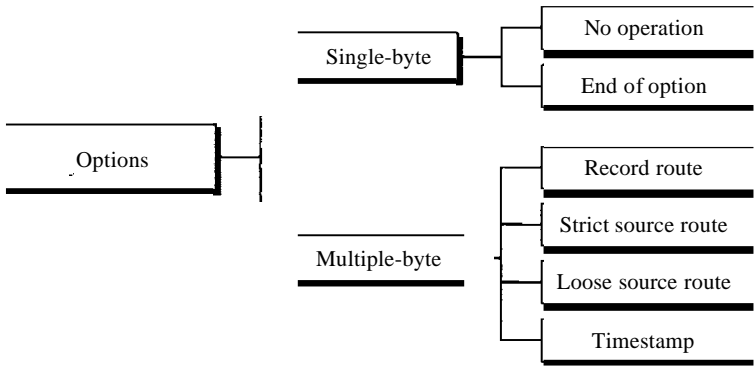 No operation
Single-byte
End of option
Options
Record route
Strict source route
Multiple-byte
Loose source route
Timestamp